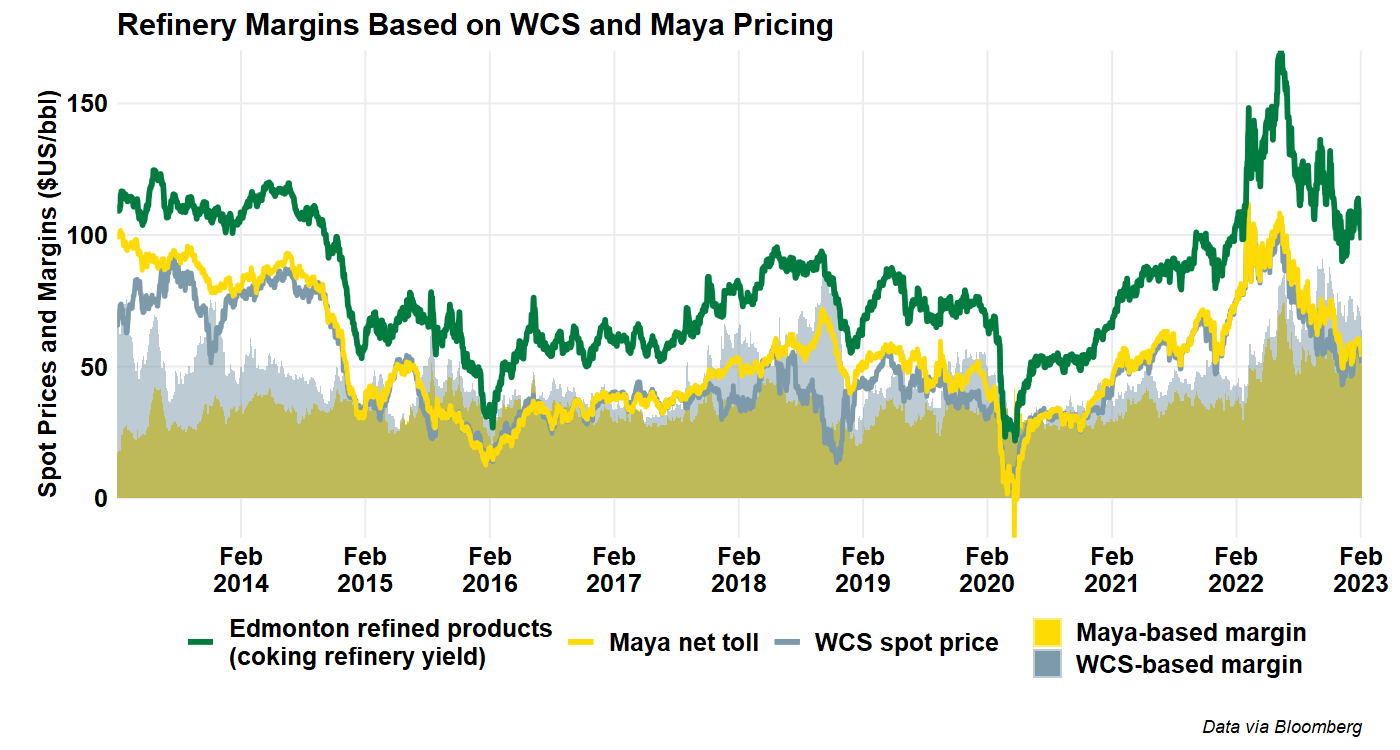 Refinery Margins Based on WCS and Maya Pricing
Spot Prices and Margins ($US/bbl)
150
100
50
0
Feb Feb Feb Feb Feb Feb Feb Feb Feb Feb
2014 2015 2016 2017 2018 2019 2020 2021 2022 2023
Edmonton refined products
(coking refinery yield)
Maya net toll
WCS spot price
Maya-based margin
WCS-based margin
Data via Bloomberg